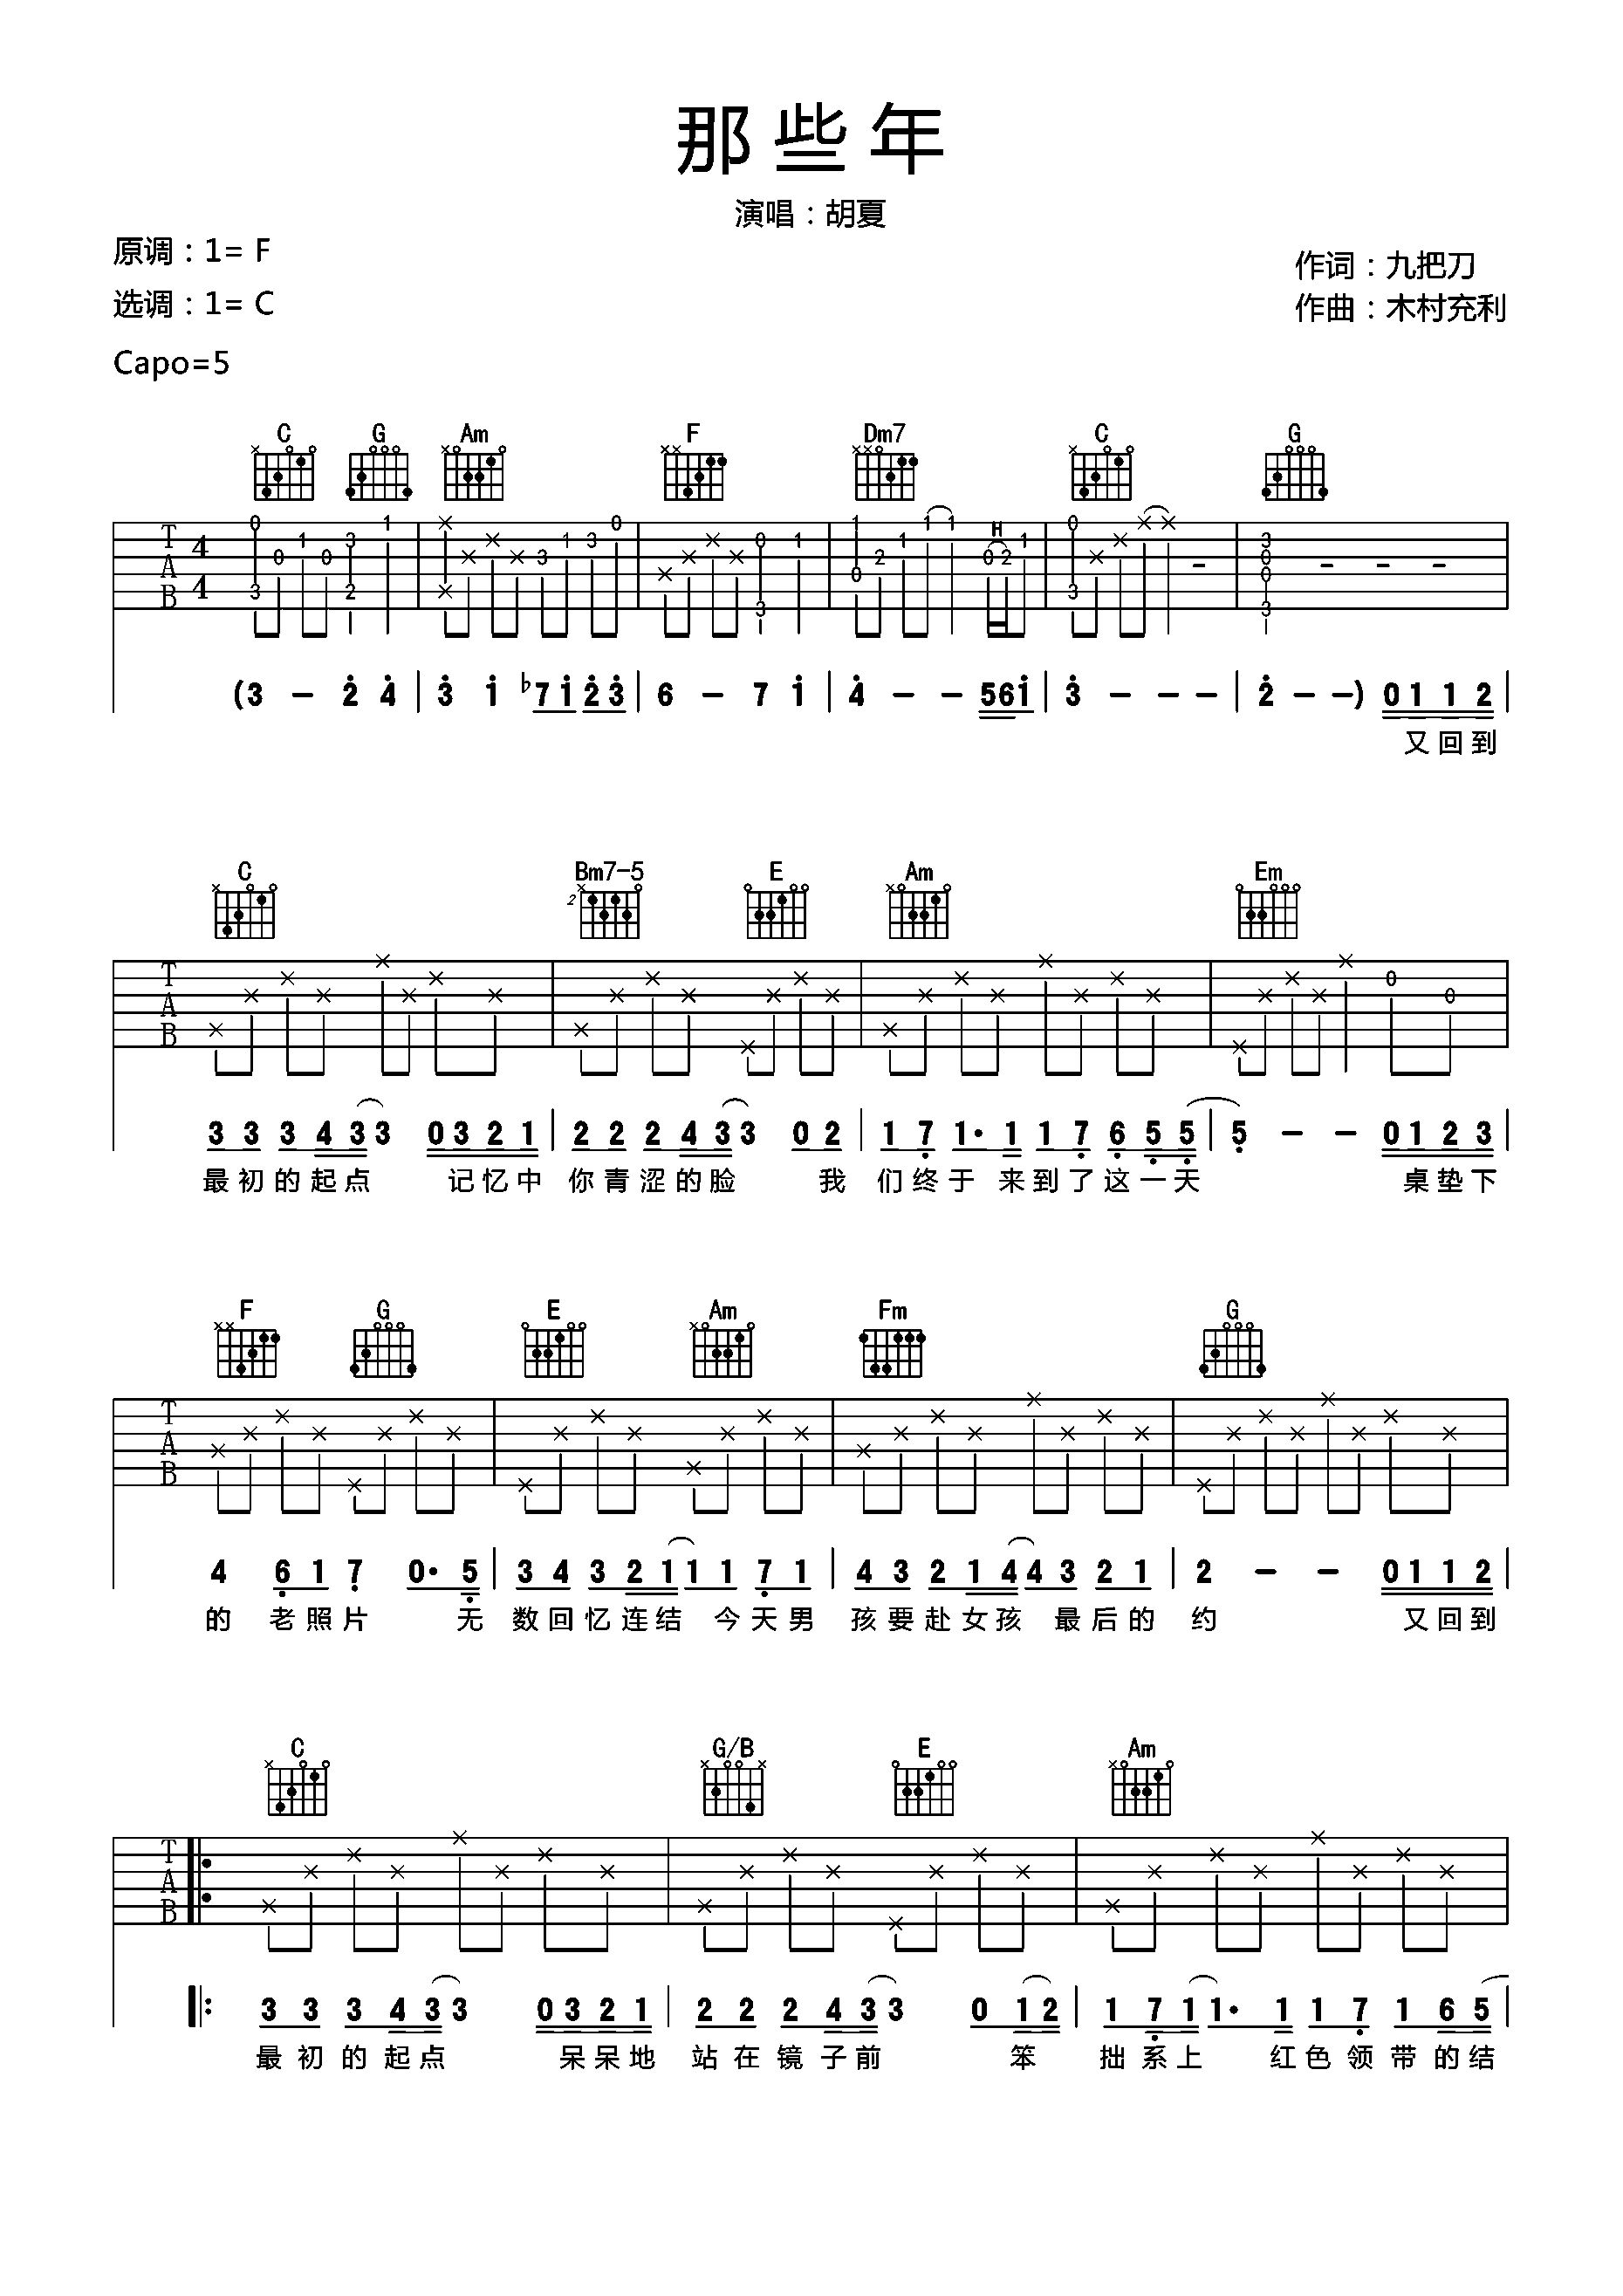 那些年
演唱：胡夏
原调：1= F
选调：1= C
Capo=5
作词：九把刀
作曲：木村充利
C G Am F Dm7 C G
(3 － 2 4 | 3 1 ♭7 1 2 3 | 6 － 7 1 | 4 － － 561 | 3 － － － | 2 － －) 0 1 1 2 |
又回到
C Bm7-5 E Am Em
3 3 3 4 3 3 0 3 2 1 | 2 2 2 4 3 3 0 2 | 1 7 1· 1 1 7 6 5 5 | 5 － － 0 1 2 3 |
最初的起点 记忆中 你青涩的脸 我 们终于 来到了这一天 桌垫下
F G E Am Fm G
4 6 1 7 0· 5 | 3 4 3 2 1 1 1 7 1 | 4 3 2 1 4 4 3 2 1 | 2 － － 0 1 1 2 |
的 老照片 无 数回忆连结 今天男 孩要赴女孩 最后的 约 又回到
C G/B E Am
3 3 3 4 3 3 0 3 2 1 | 2 2 2 4 3 3 0 1 2 | 1 7 1 1· 1 1 7 1 6 5
最初的起点 呆呆地 站在镜子前 笨 拙系上 红色领带的结